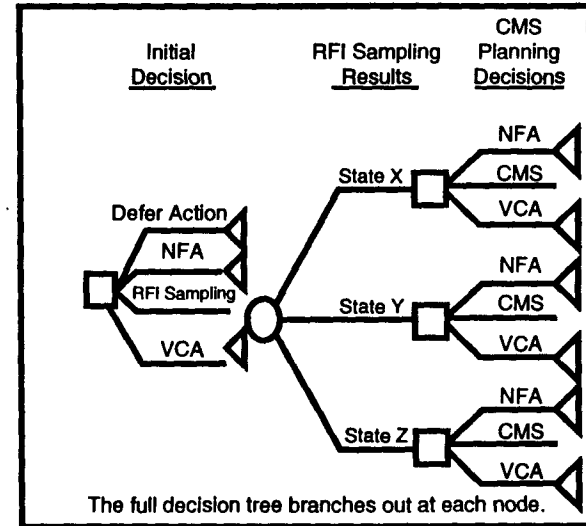 Initial
Decision
RFI Sampling
Results
CMS
Planning
Decisions
Defer Action
NFA
RFI Sampling
VCA
State X
NFA
CMS
VCA
State Y
NFA
CMS
VCA
State Z
NFA
CMS
VCA
The full decision tree branches out at each node.